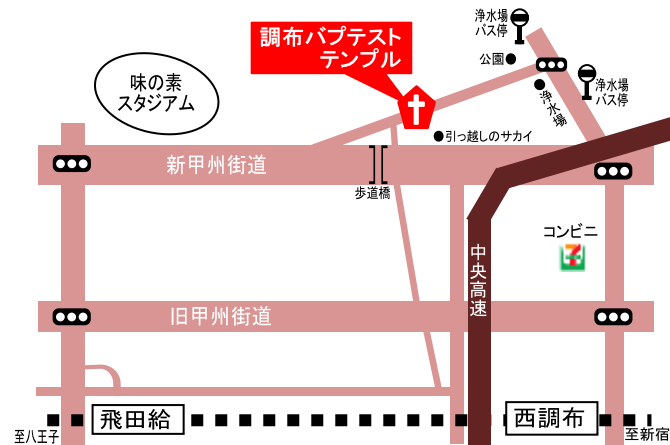 浄水場
バス停
調布バプテスト
テンプル
公園
味の素
スタジアム
浄水場
バス停
浄水場
引っ越しのサカイ
新甲州街道
歩道橋
コンビニ
7
中央高速
旧甲州街道
飛田給
西調布
至八王子
至新宿